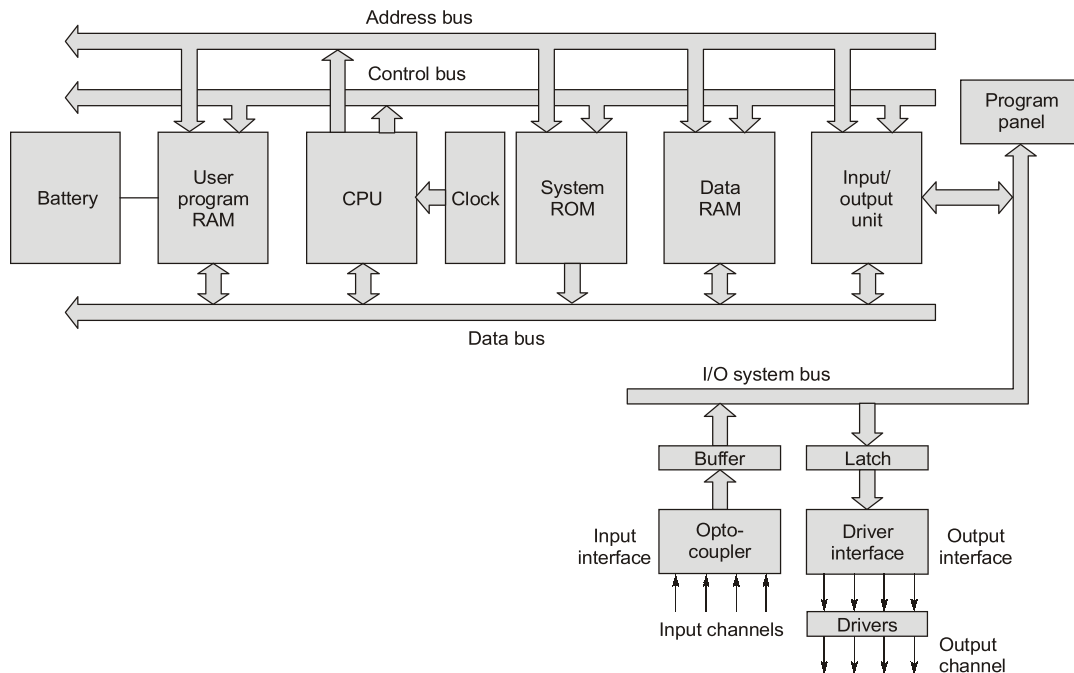 Address bus
Control bus
Program
panel
Battery
User
program
RAM
CPU
Clock
System
ROM
Data
RAM
Input/
output
unit
Data bus
I/O system bus
Buffer
Latch
Input
interface
Opto-
coupler
Driver
interface
Output
interface
Input channels
Drivers
Output
channel